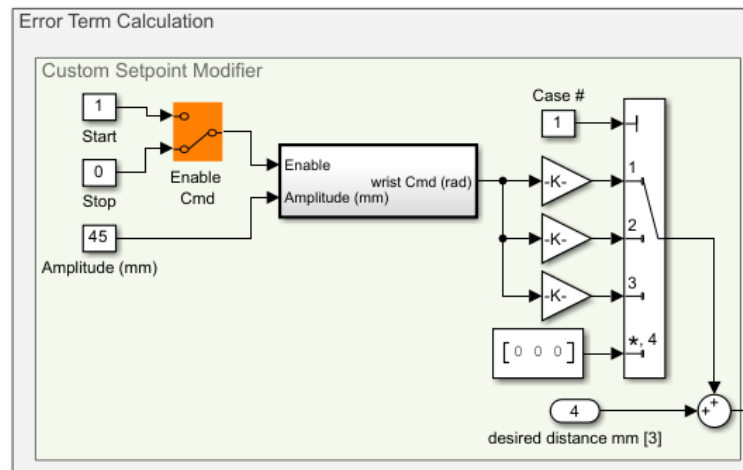 Error Term Calculation
Custom Setpoint Modifier
1
Start
0
Stop
Enable
Cmd
45
Amplitude (mm)
Enable
Amplitude (mm)
wrist Cmd (rad)
Case #
1
-K-
1
-K-
2
-K-
3
[ 0 0 0 ]
*, 4
4
desired distance mm [3]
+
+